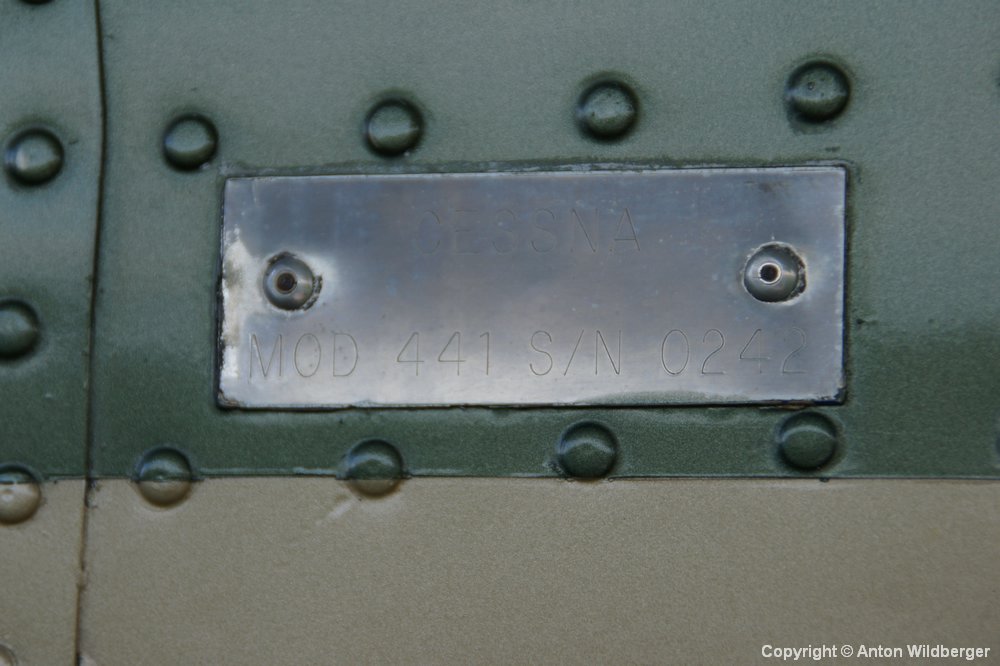 CESSNA
MOD 441 S/N 0242
Copyright © Anton Wildberger